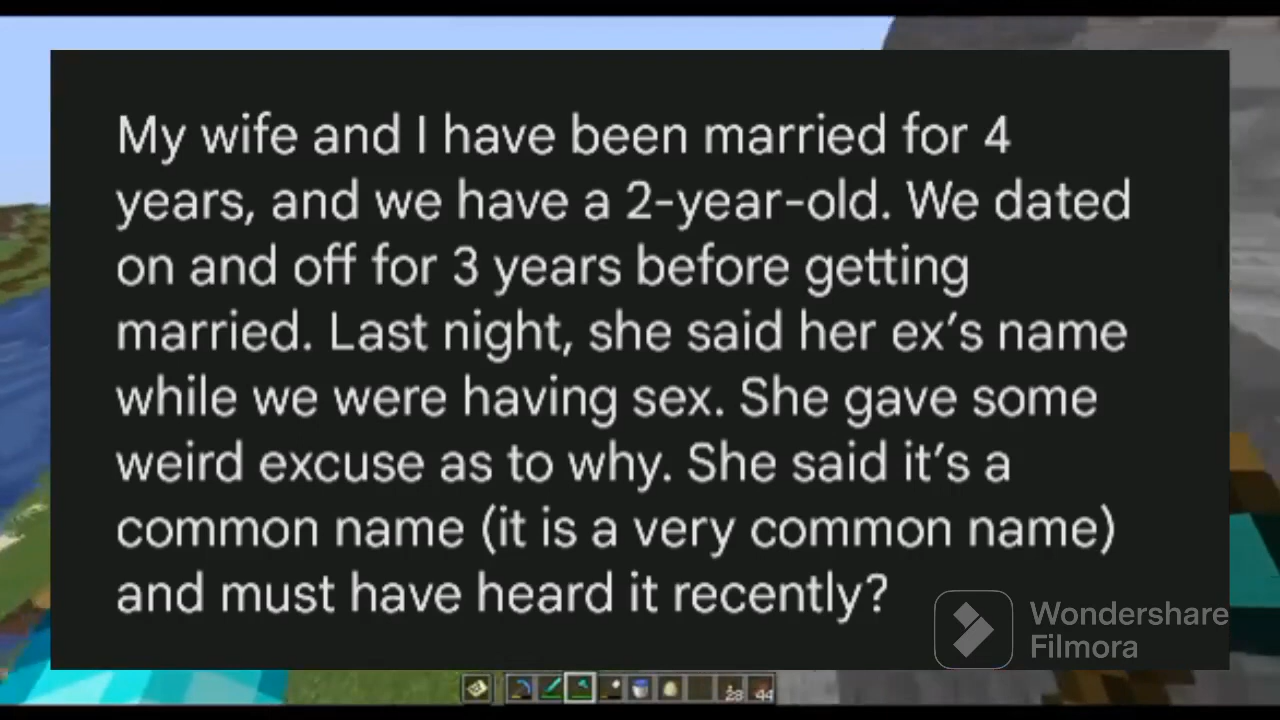 My wife and I have been married for 4
years, and we have a 2-year-old. We dated
on and off for 3 years before getting
married. Last night, she said her ex’s name
while we were having sex. She gave some
weird excuse as to why. She said it’s a
common name (it is a very common name)
and must have heard it recently?
Wondershare
Filmora
28 44